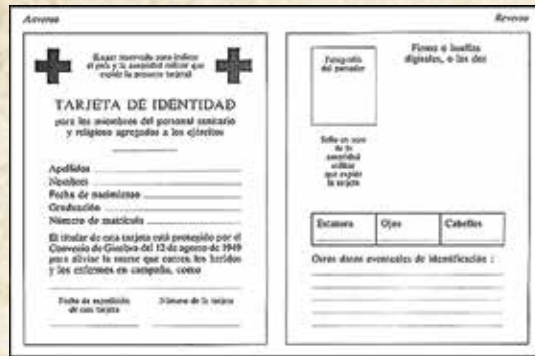 Anverso
Reverso
(Lugar reservado para indicar
el país y la autoridad militar que
expide la presente tarjeta)
TARJETA DE IDENTIDAD
para los miembros del personal sanitario
y religioso agregados a los ejércitos
Apellidos
Nombres
Fecha de nacimiento
Graduación
Número de matrícula
El titular de esta tarjeta está protegido por el
Convenio de Ginebra del 12 de agosto de 1949
para aliviar la suerte que corren los heridos
y los enfermos en campaña, como
Fecha de expedición
de esta tarjeta
Número de la tarjeta
Fotografía
del portador
Firma o huellas
digitales, o las dos
Sello en seco
de la
autoridad
militar
que expide
la tarjeta
Estatura
Ojos
Cabellos
Otros datos eventuales de identificación :